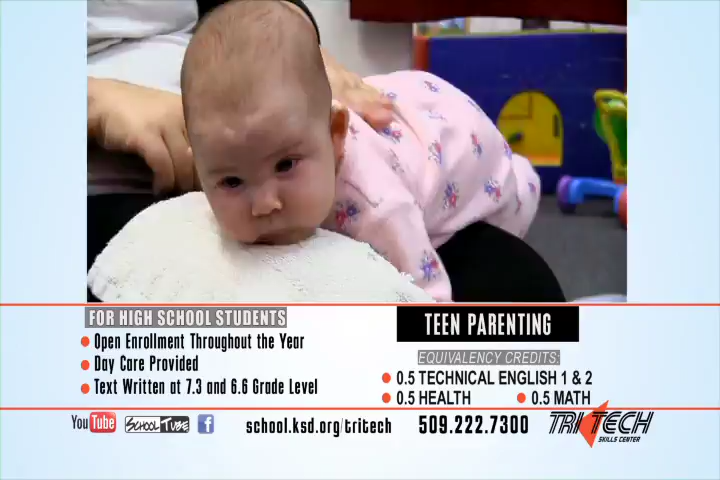 FOR HIGH SCHOOL STUDENTS
Open Enrollment Throughout the Year
Day Care Provided
Text Written at 7.3 and 6.6 Grade Level
TEEN PARENTING
EQUIVALENCY CREDITS:
0.5 TECHNICAL ENGLISH 1 & 2
0.5 HEALTH
0.5 MATH
YouTube
SCHOOLTUBE
f
school.ksd.org/tritech
509.222.7300
TRI TECH
SKILLS CENTER